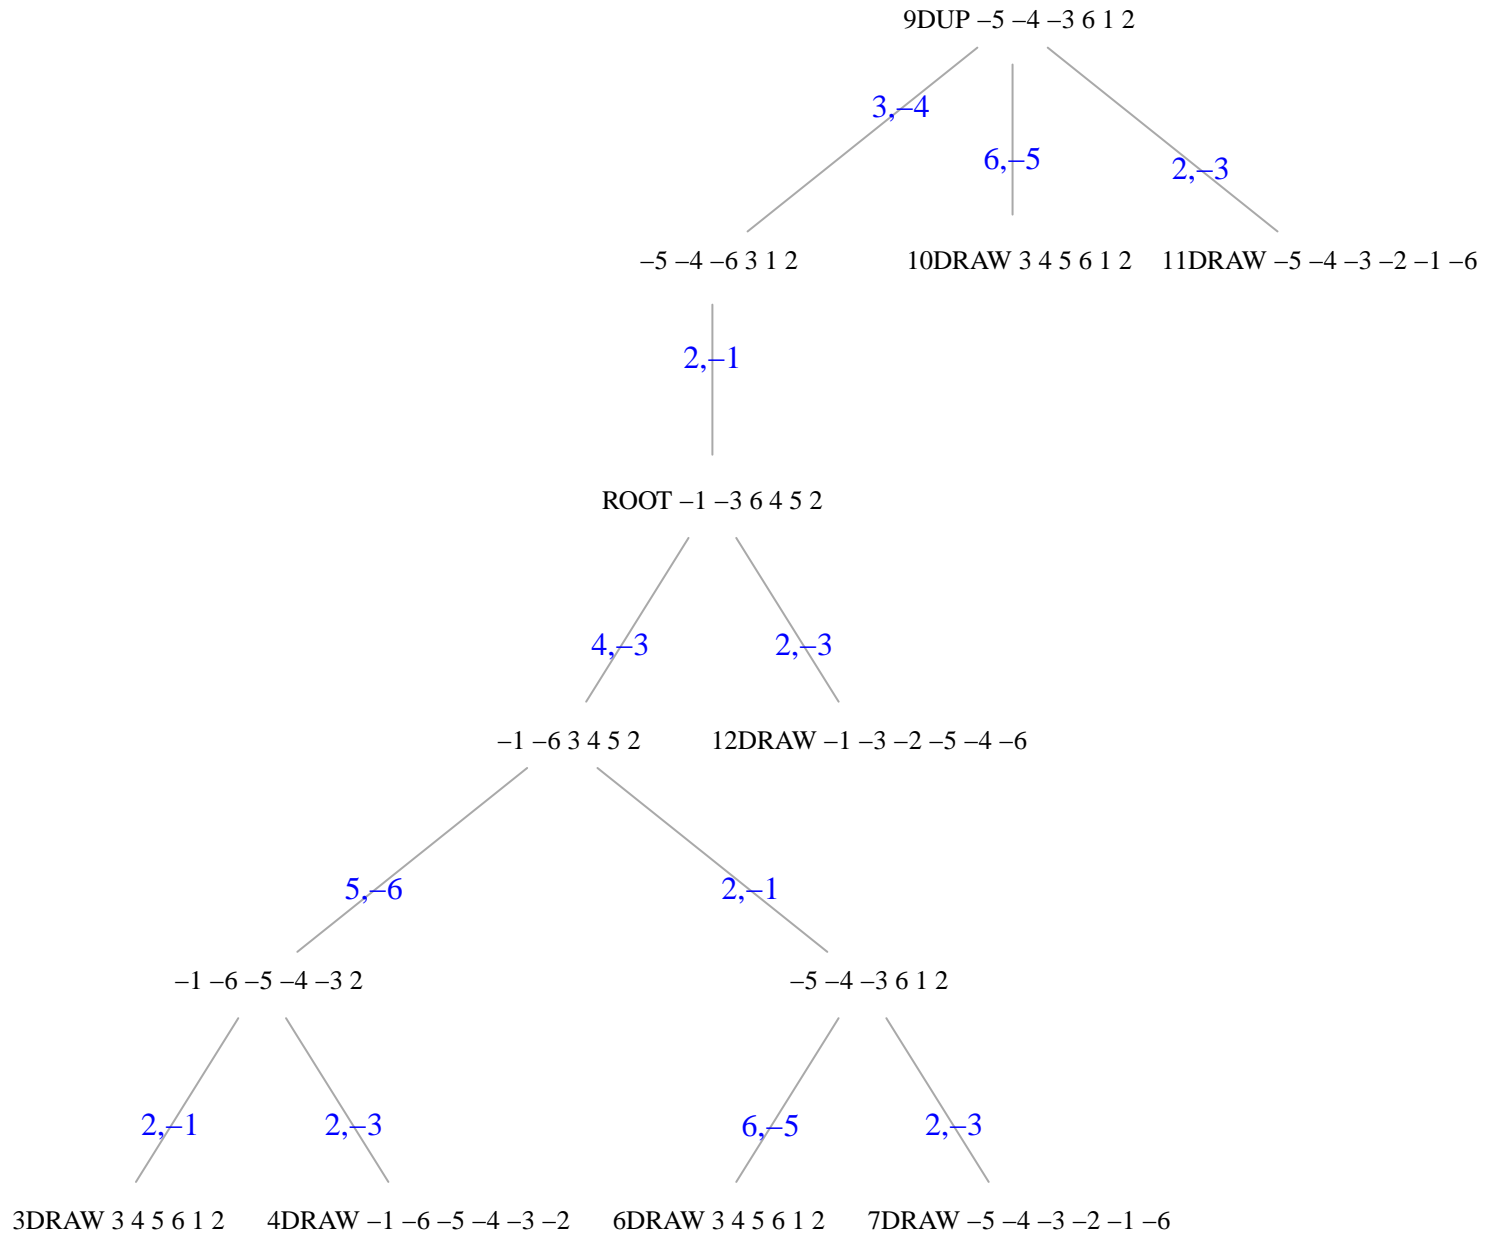 9DUP –5 –4 –3 6 1 2
3,–4
6,–5
2,–3
–5 –4 –6 3 1 2
10DRAW 3 4 5 6 1 2
11DRAW –5 –4 –3 –2 –1 –6
2,–1
ROOT –1 –3 6 4 5 2
4,–3
2,–3
–1 –6 3 4 5 2
12DRAW –1 –3 –2 –5 –4 –6
5,–6
2,–1
–1 –6 –5 –4 –3 2
–5 –4 –3 6 1 2
2,–1
2,–3
6,–5
2,–3
3DRAW 3 4 5 6 1 2
4DRAW –1 –6 –5 –4 –3 –2
6DRAW 3 4 5 6 1 2
7DRAW –5 –4 –3 –2 –1 –6